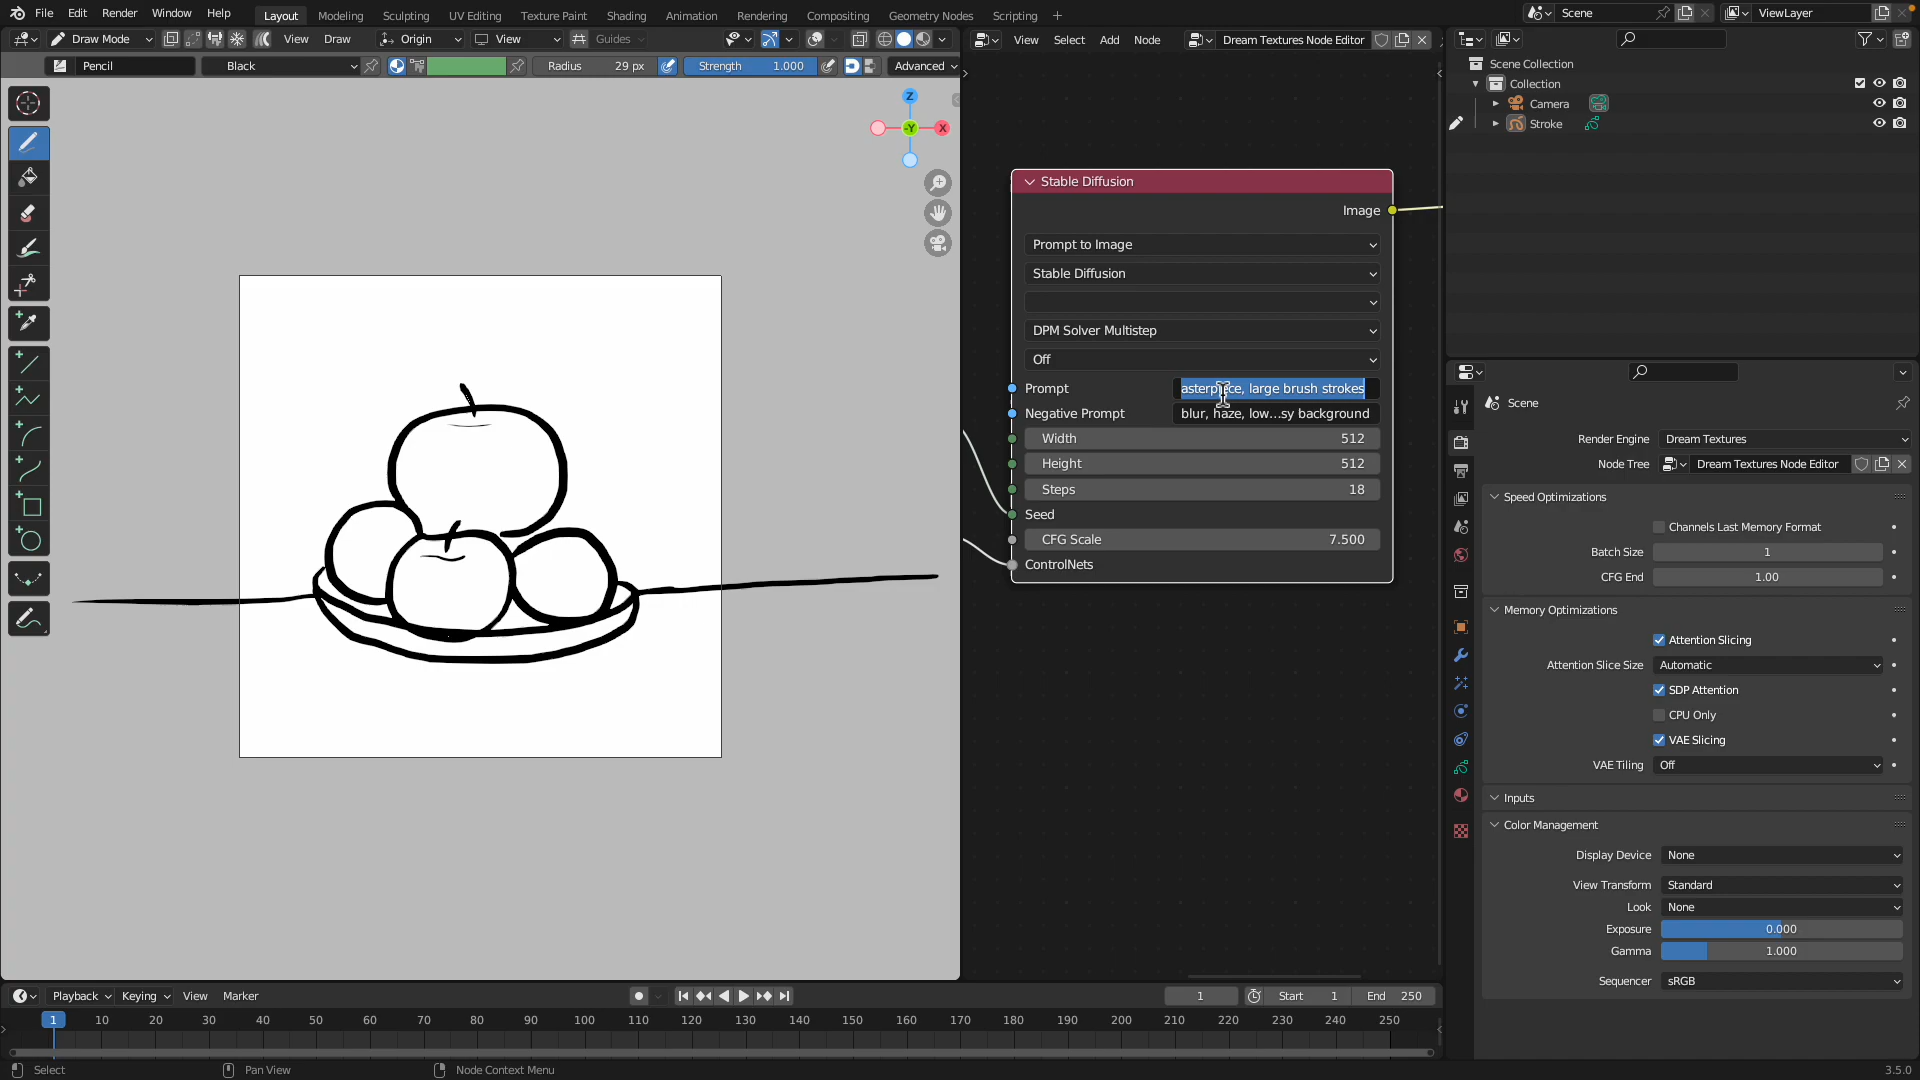 File Edit Render Window Help Layout Modeling Sculpting UV Editing Texture Paint Shading Animation Rendering Compositing Geometry Nodes Scripting + Scene ViewLayer
Draw Mode View Draw Origin View Guides
View Select Add Node Dream Textures Node Editor
Pencil Black Radius 29 px Strength 1.000 Advanced
Z
-Y X
Stable Diffusion
Image
Prompt to Image
Stable Diffusion
DPM Solver Multistep
Off
Prompt asterpiece, large brush strokes
Negative Prompt blur, haze, low...sy background
Width 512
Height 512
Steps 18
Seed
CFG Scale 7.500
ControlNets
Scene Collection
Collection
Camera
Stroke
Scene
Render Engine Dream Textures
Node Tree Dream Textures Node Editor
Speed Optimizations
Channels Last Memory Format
Batch Size 1
CFG End 1.00
Memory Optimizations
Attention Slicing
Attention Slice Size Automatic
SDP Attention
CPU Only
VAE Slicing
VAE Tiling Off
Inputs
Color Management
Display Device None
View Transform Standard
Look None
Exposure 0.000
Gamma 1.000
Sequencer sRGB
Playback Keying View Marker 1 Start 1 End 250
1 10 20 30 40 50 60 70 80 90 100 110 120 130 140 150 160 170 180 190 200 210 220 230 240 250
Select Pan View Node Context Menu 3.5.0